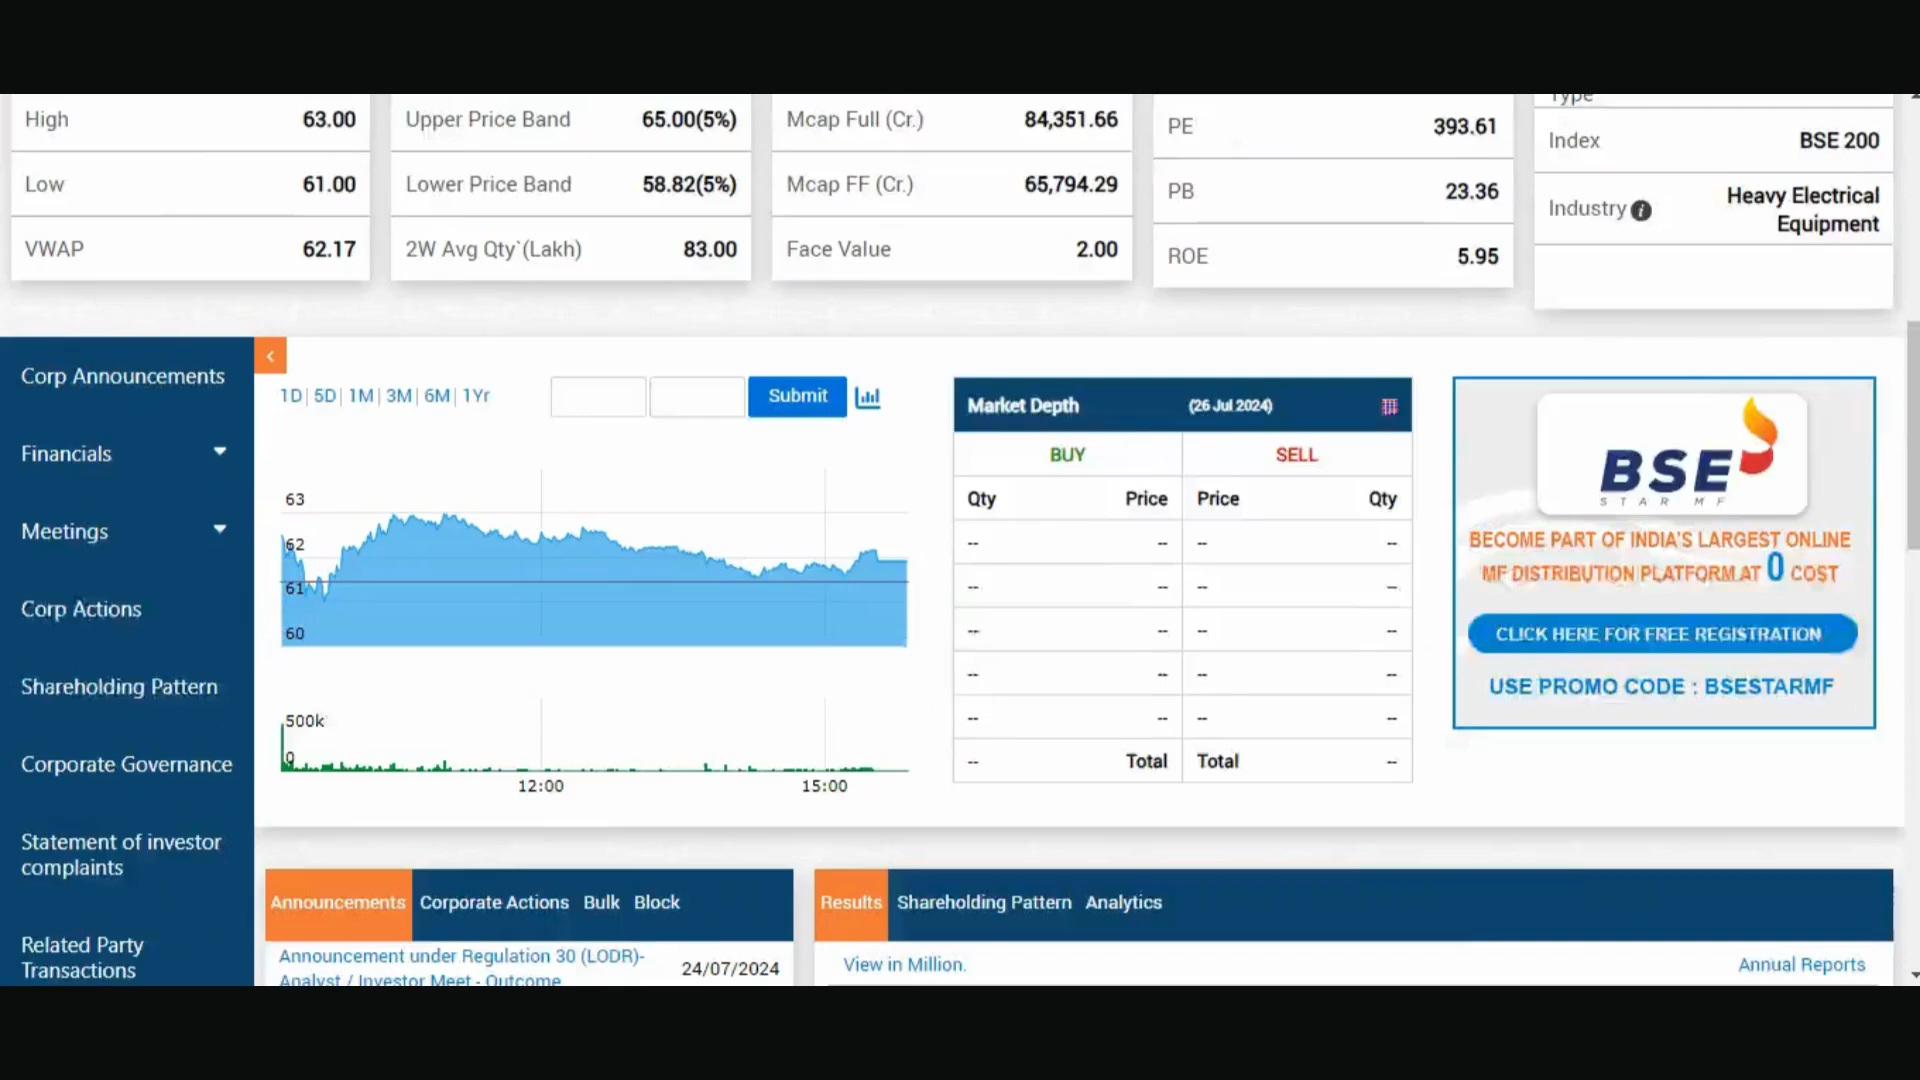 High 63.00
Low 61.00
VWAP 62.17
Upper Price Band 65.00(5%)
Lower Price Band 58.82(5%)
2W Avg Qty`(Lakh) 83.00
Mcap Full (Cr.) 84,351.66
Mcap FF (Cr.) 65,794.29
Face Value 2.00
PE 393.61
PB 23.36
ROE 5.95
Type
Index BSE 200
Industry i Heavy Electrical
Equipment
Corp Announcements
Financials
Meetings
Corp Actions
Shareholding Pattern
Corporate Governance
Statement of investor
complaints
Related Party
Transactions
1D| 5D| 1M| 3M| 6M| 1Yr
Submit
63
62
61
60
500k
0
12:00 15:00
Market Depth (26 Jul 2024)
BUY SELL
Qty Price Price Qty
-- -- -- --
-- -- -- --
-- -- -- --
-- -- -- --
-- -- -- --
-- Total Total --
BSE
STAR MF
BECOME PART OF INDIA'S LARGEST ONLINE
MF DISTRIBUTION PLATFORM AT 0 COST
CLICK HERE FOR FREE REGISTRATION
USE PROMO CODE : BSESTARMF
Announcements Corporate Actions Bulk Block
Announcement under Regulation 30 (LODR)-
Analyst / Investor Meet - Outcome
24/07/2024
Results Shareholding Pattern Analytics
View in Million. Annual Reports